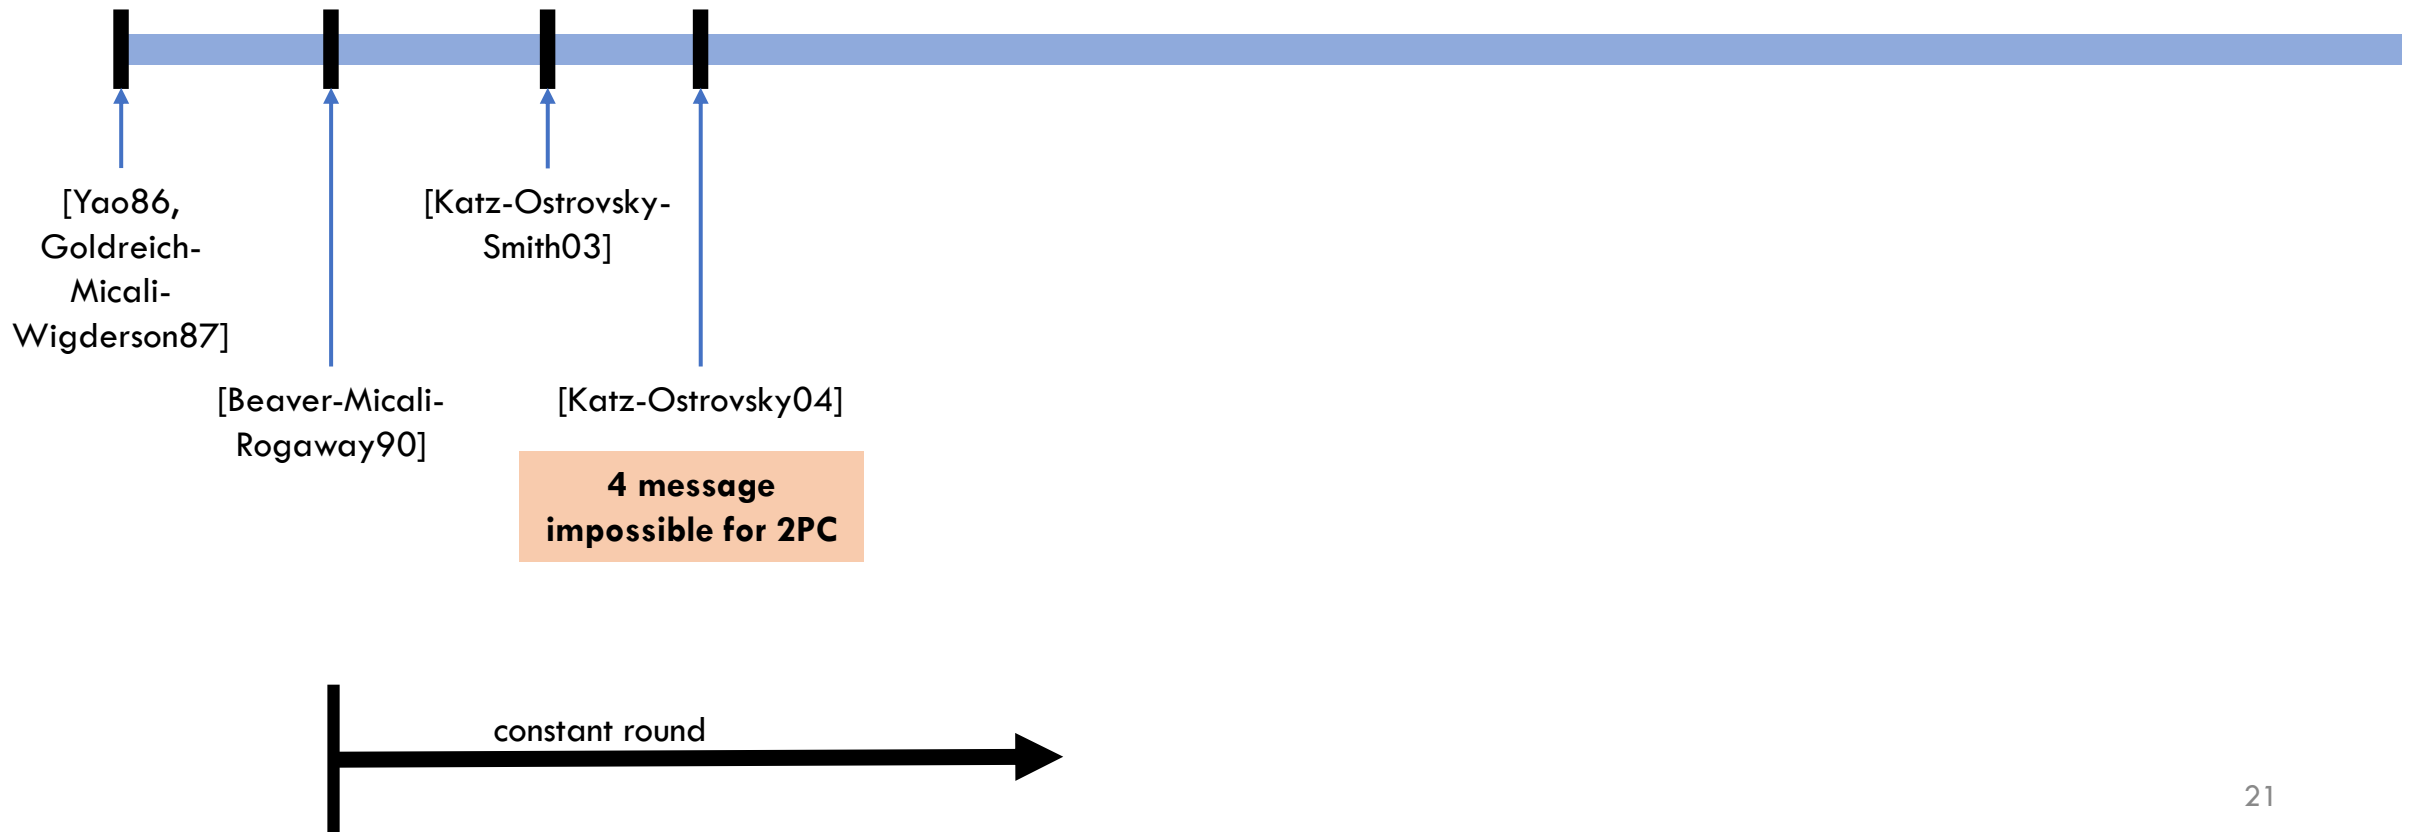 [Yao86,
Goldreich-
Micali-
Wigderson87]
[Katz-Ostrovsky-
Smith03]
[Beaver-Micali-
Rogaway90]
[Katz-Ostrovsky04]
4 message
impossible for 2PC
constant round
21